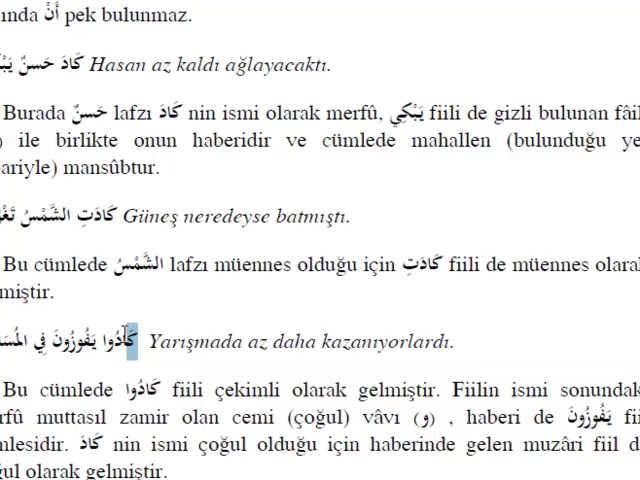 ında أَنْ pek bulunmaz.
كَادَ حَسنٌ Hasan az kaldı ağlayacaktı.
Burada حَسنٌ lafzı كَادَ nin ismi olarak merfû, يَبْكِي fiili de gizli bulunan fâil
) ile birlikte onun haberidir ve cümlede mahallen (bulunduğu ye
pariyle) mansûbtur.
كَادَتِ الشَّمْسُ Güneş neredeyse batmıştı.
Bu cümlede الشَّمْسُ lafzı müennes olduğu için كَادَتِ fiili de müennes olara
miştir.
كَادُوا يَفُوزُونَ فِي Yarışmada az daha kazanıyorlardı.
Bu cümlede كَادُوا fiili çekimli olarak gelmiştir. Fiilin ismi sonundak
rfû muttasıl zamir olan cemi (çoğul) vâvı (و) , haberi de يَفُوزُونَ fii
mlesidir. كَادَ nin ismi çoğul olduğu için haberinde gelen muzâri fiil d
ğul olarak gelmiştir.